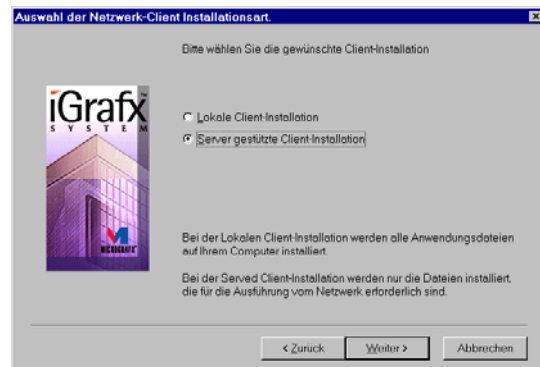 Auswahl der Netzwerk-Client Installationsart.
Bitte wählen Sie die gewünschte Client-Installation
iGrafx
SYSTEM
Lokale Client-Installation
Server gestützte Client-Installation
MICROGRAFX
Bei der Lokalen Client-Installation werden alle Anwendungsdateien
auf Ihrem Computer installiert.
Bei der Served Client-Installation werden nur die Dateien installiert,
die für die Ausführung vom Netzwerk erforderlich sind.
< Zurück
Weiter >
Abbrechen